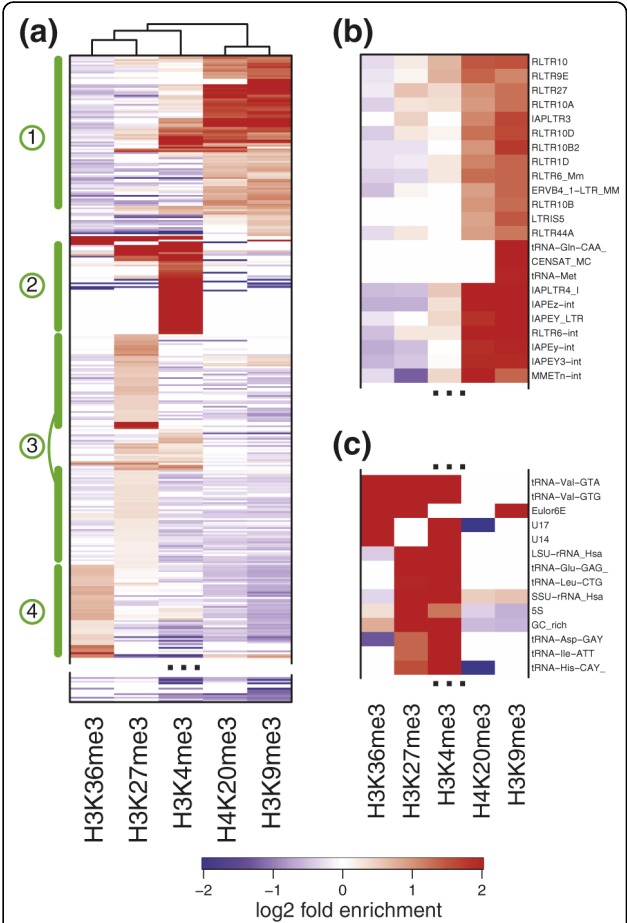 (a)
1
2
3
4
H3K36me3
H3K27me3
H3K4me3
H4K20me3
H3K9me3
(b)
RLTR10
RLTR9E
RLTR27
RLTR10A
IAPLTR3
RLTR10D
RLTR10B2
RLTR1D
RLTR6_Mm
ERVB4_1-LTR_MM
RLTR10B
LTRIS5
RLTR44A
tRNA-Gln-CAA_
CENSAT_MC
tRNA-Met
IAPLTR4_I
IAPEz-int
IAPEY_LTR
RLTR6-int
IAPEy-int
IAPEY3-int
MMETn-int
(c)
tRNA-Val-GTA
tRNA-Val-GTG
Eulor6E
U17
U14
LSU-rRNA_Hsa
tRNA-Glu-GAG_
tRNA-Leu-CTG
SSU-rRNA_Hsa
5S
GC_rich
tRNA-Asp-GAY
tRNA-Ile-ATT
tRNA-His-CAY_
H3K36me3
H3K27me3
H3K4me3
H4K20me3
H3K9me3
−2 −1 0 1 2
log2 fold enrichment